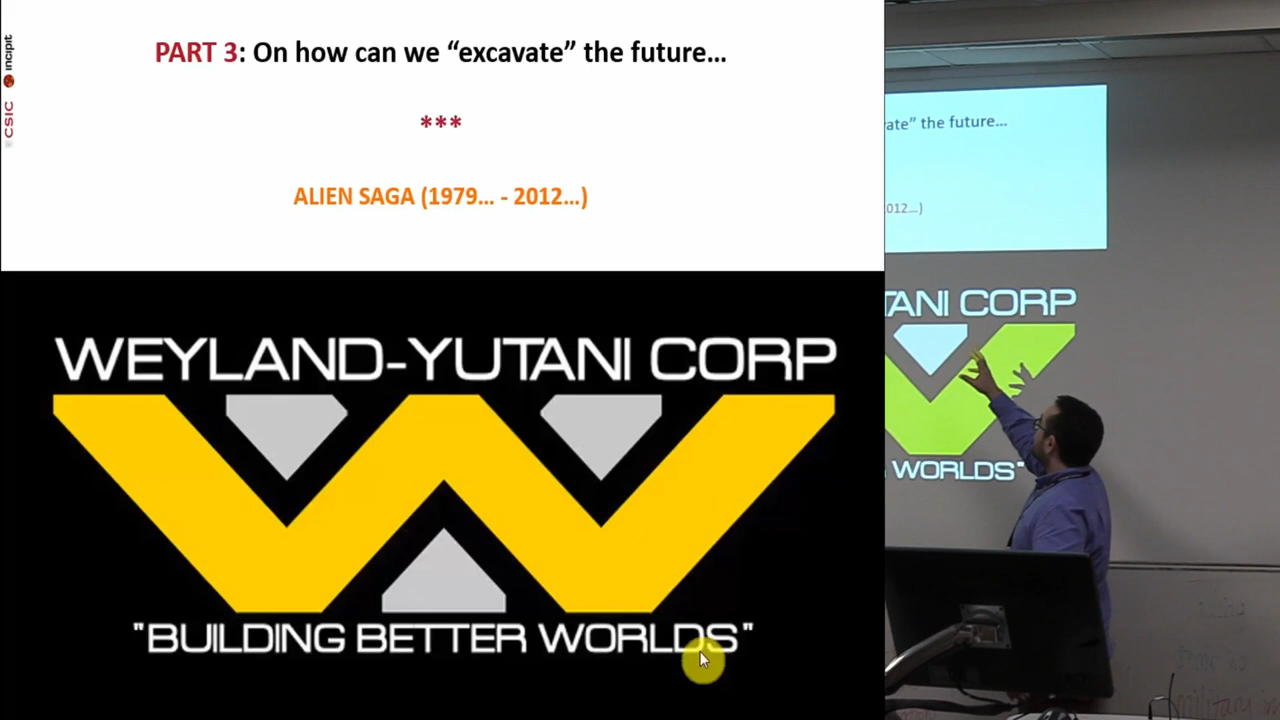 PART 3: On how can we “excavate” the future...
***
ALIEN SAGA (1979... - 2012...)
CSIC incipit
WEYLAND-YUTANI CORP
"BUILDING BETTER WORLDS"
ate” the future...
012...)
TANI CORP
WORLDS"
military